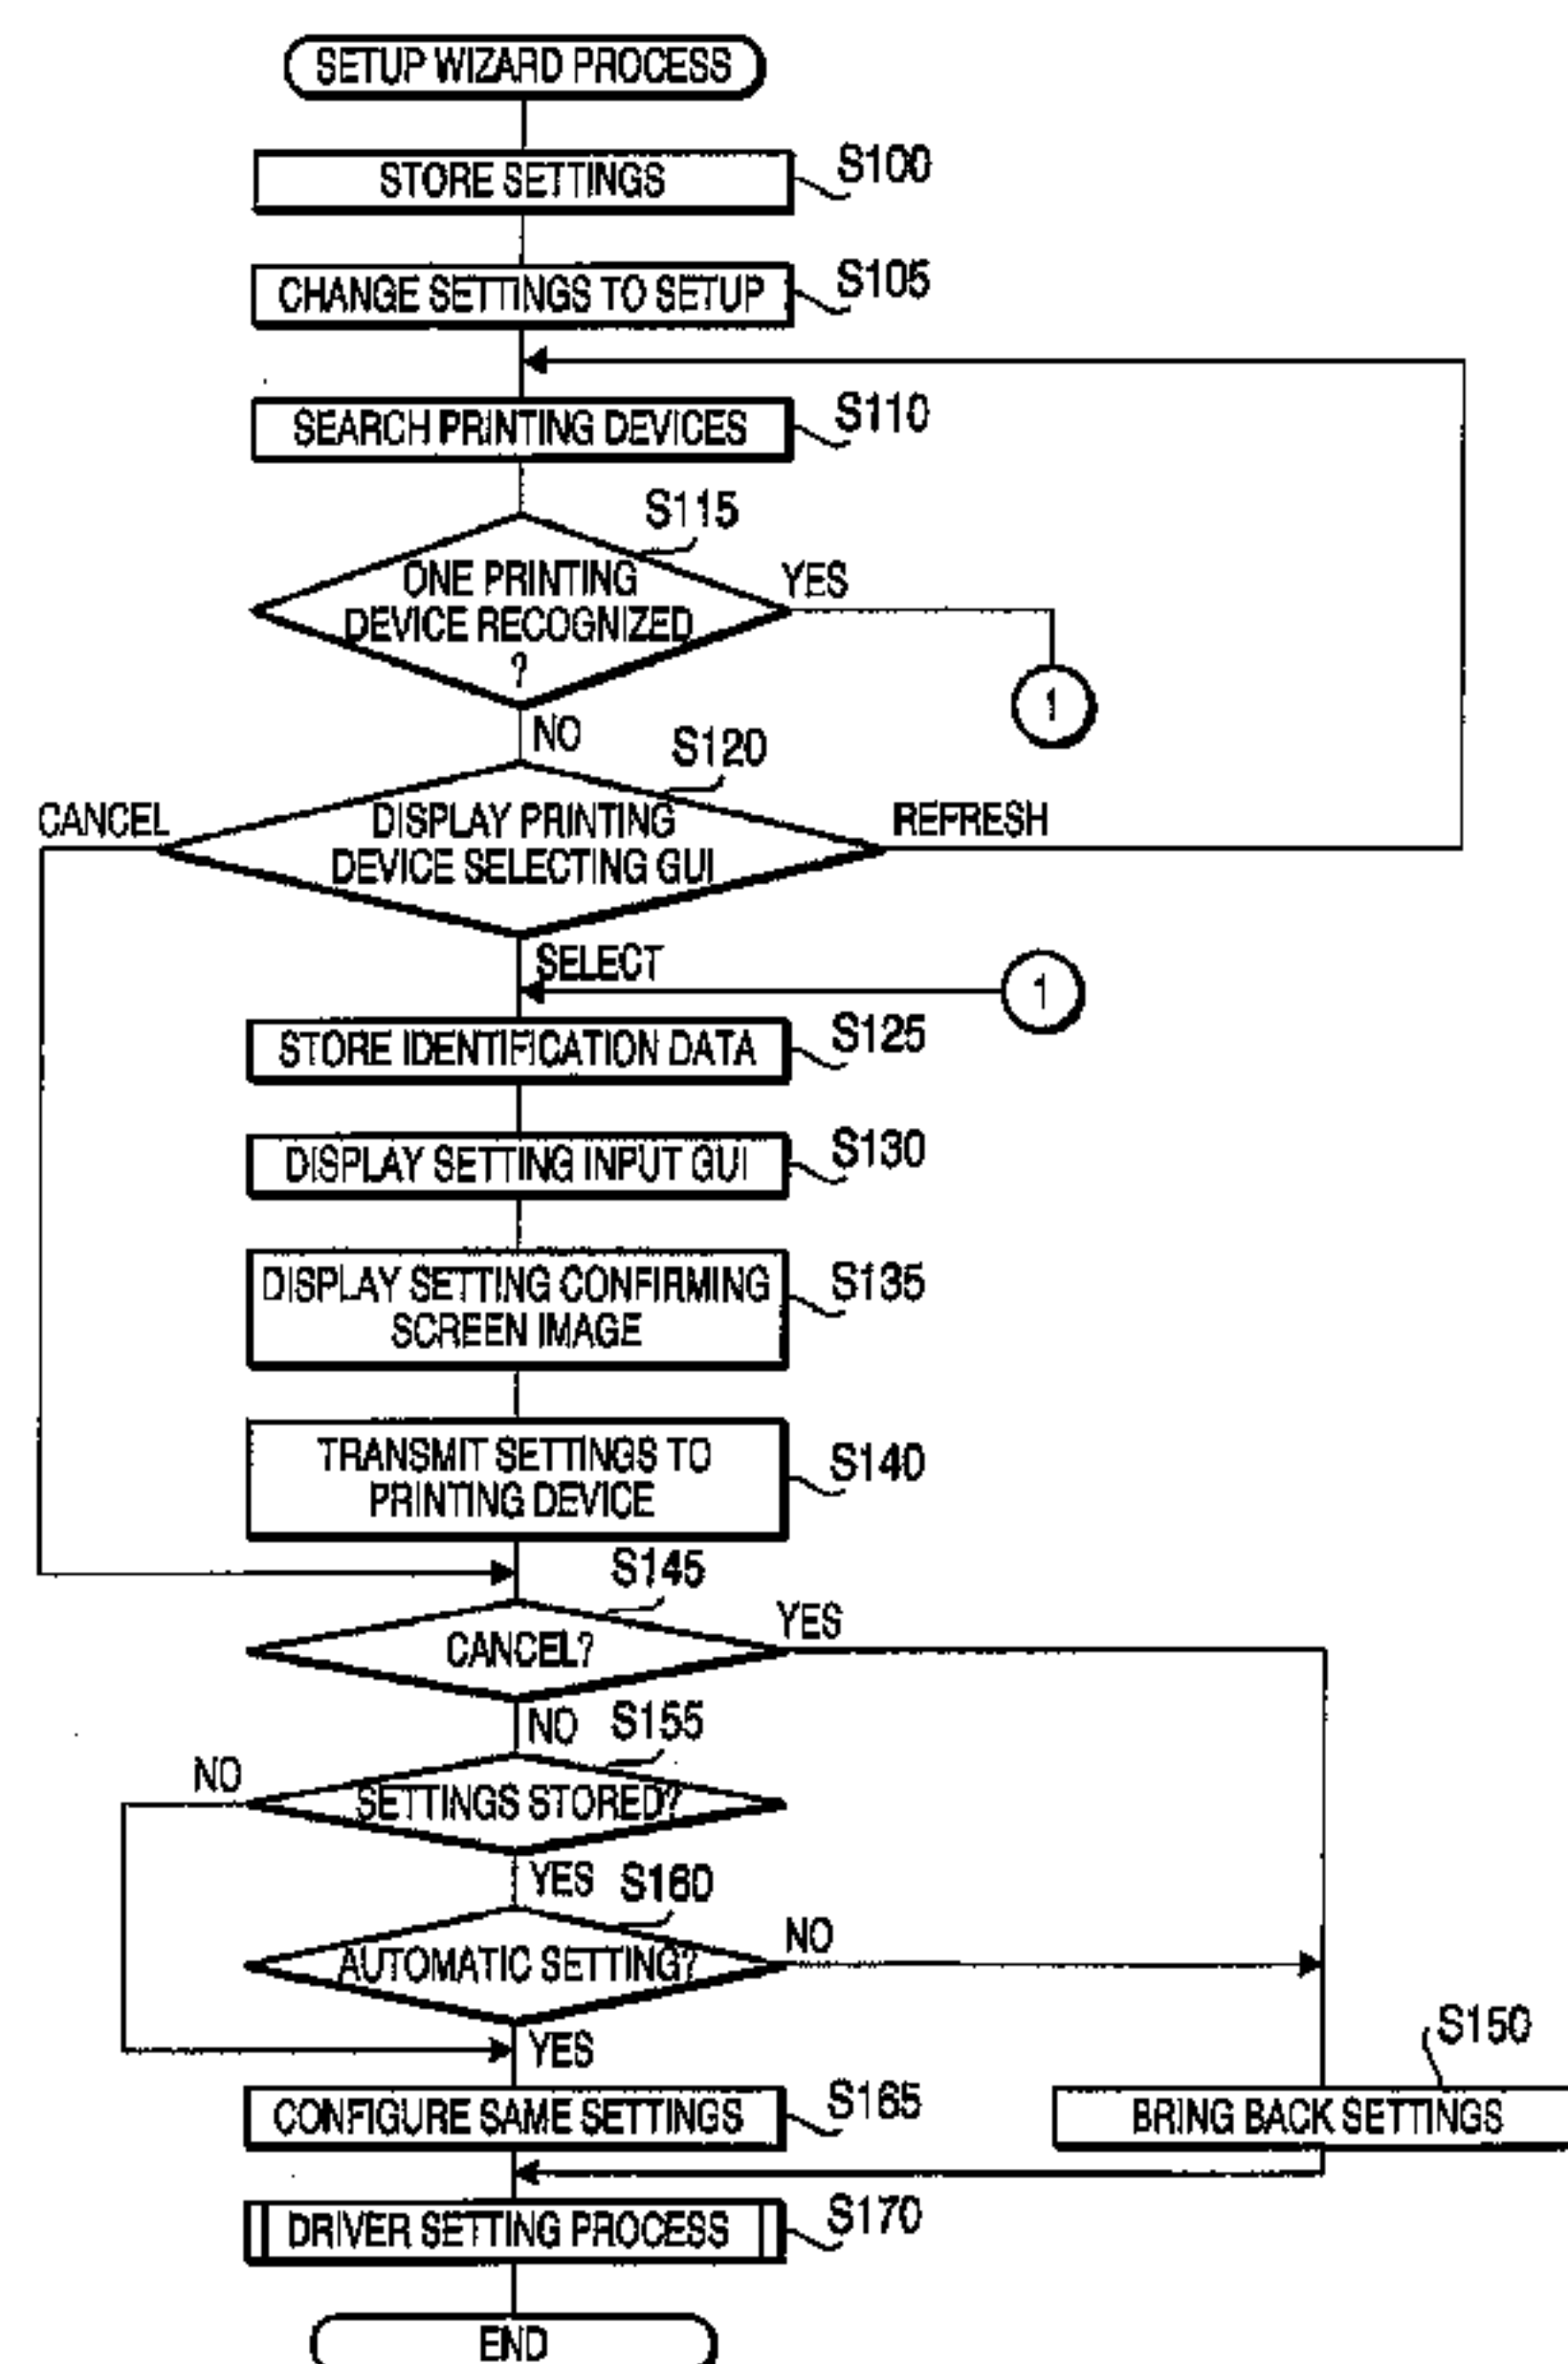 SETUP WIZARD PROCESS
STORE SETTINGS
S100
CHANGE SETTINGS TO SETUP
S105
SEARCH PRINTING DEVICES
S110
S115
ONE PRINTING
DEVICE RECOGNIZED
?
YES
1
NO
S120
CANCEL
DISPLAY PRINTING
DEVICE SELECTING GUI
REFRESH
SELECT
1
STORE IDENTIFICATION DATA
S125
DISPLAY SETTING INPUT GUI
S130
DISPLAY SETTING CONFIRMING
SCREEN IMAGE
S135
TRANSMIT SETTINGS TO
PRINTING DEVICE
S140
S145
CANCEL?
YES
NO
S155
NO
SETTINGS STORED?
YES
S160
AUTOMATIC SETTING?
NO
YES
S150
CONFIGURE SAME SETTINGS
S165
BRING BACK SETTINGS
DRIVER SETTING PROCESS
S170
END